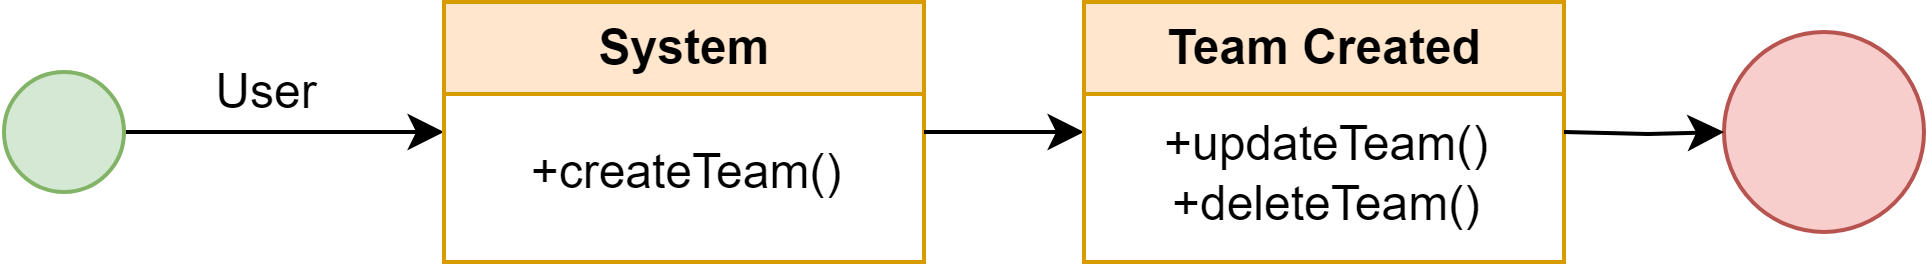 User
System
+createTeam()
Team Created
+updateTeam()
+deleteTeam()